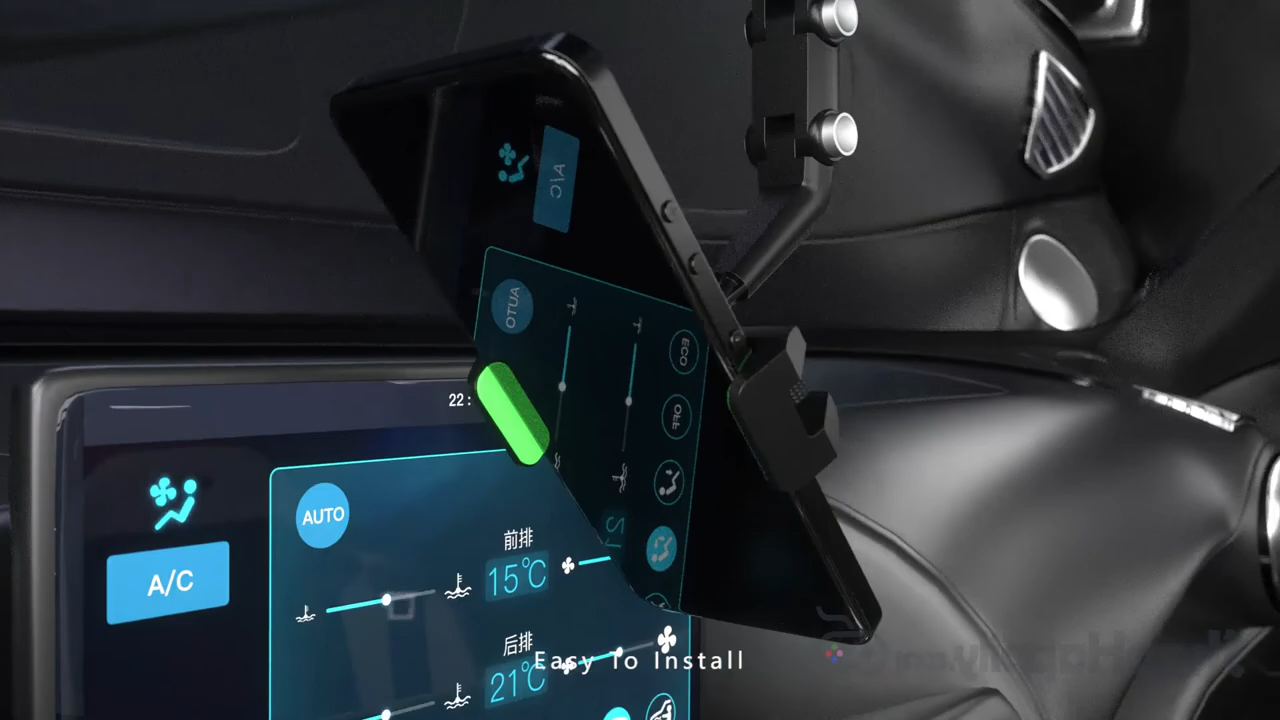 22:
AUTO
A/C
前排
15℃
后排
21℃
A/C
AUTO
ECO
OFF
Easy To Install